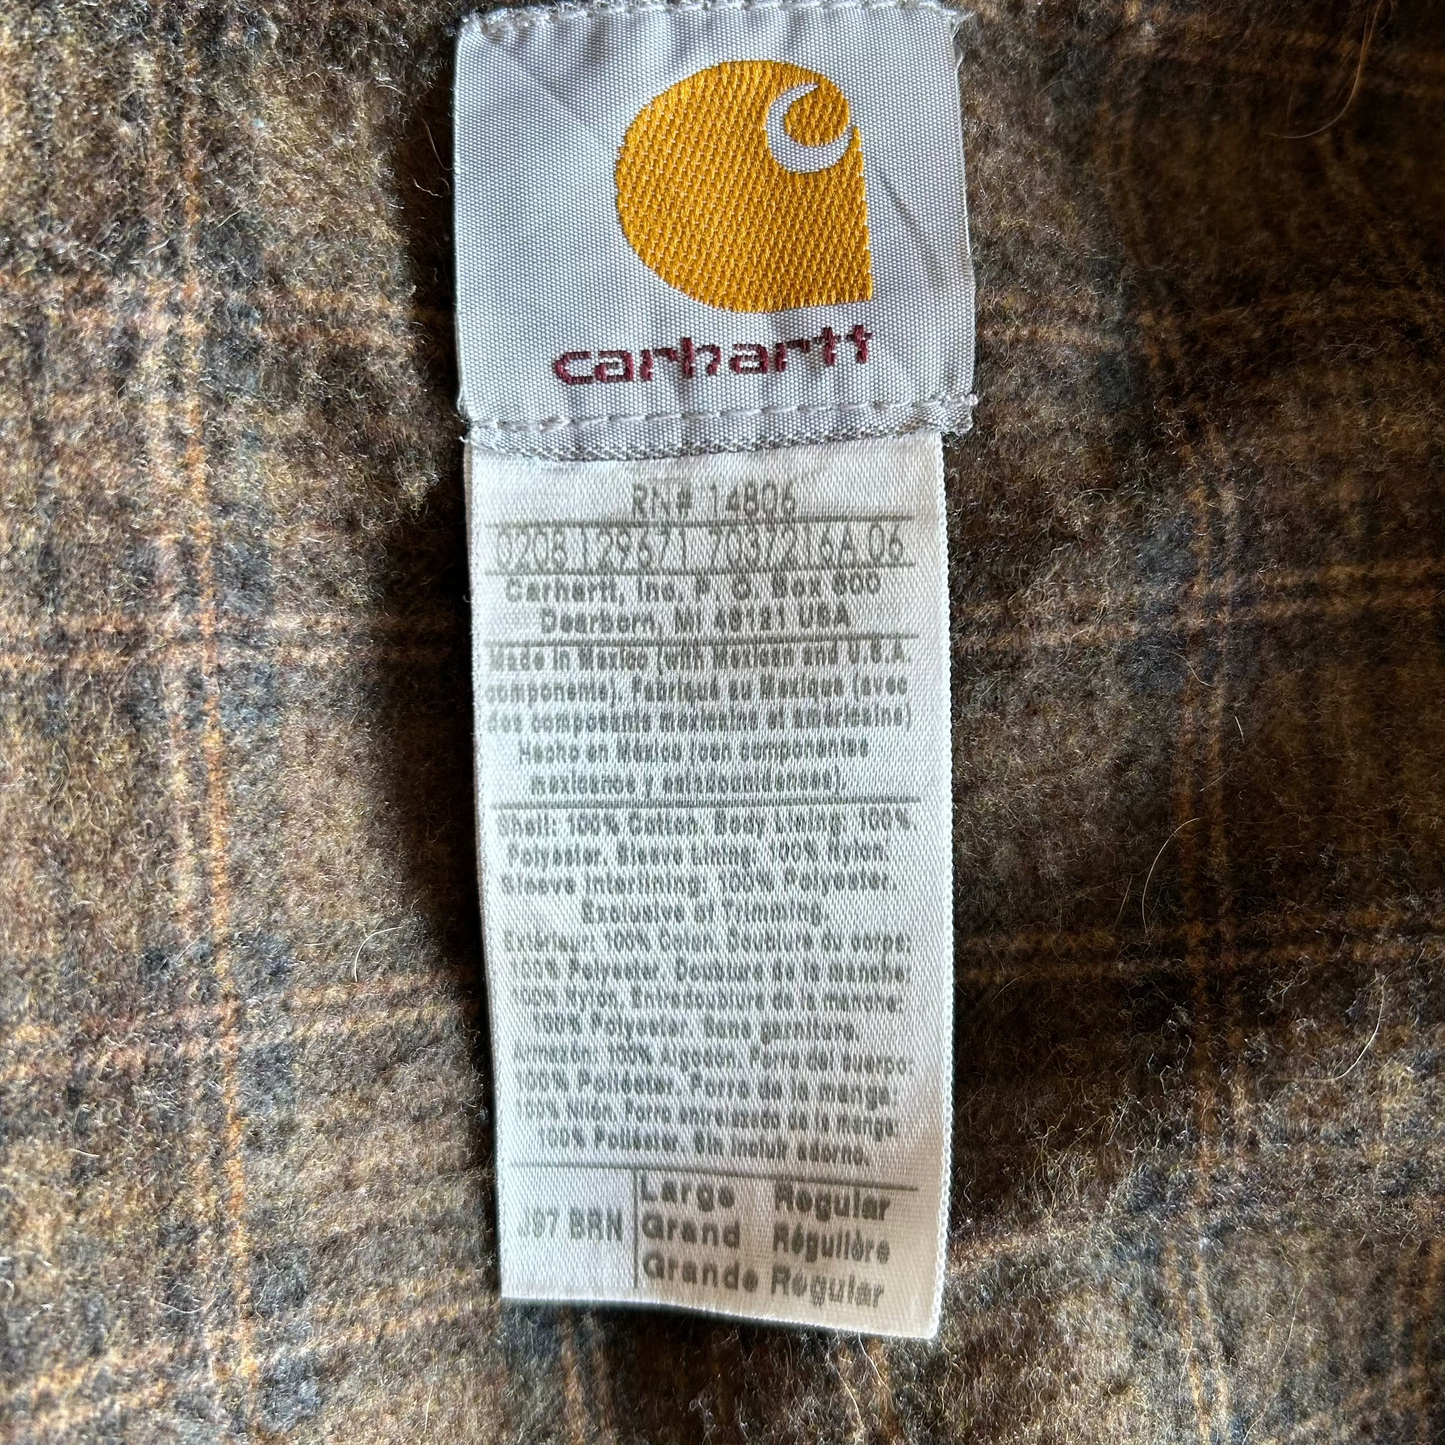 carhartt
RN# 14806
0208129671 7037216A 06
Carhartt, Inc. P. O. Box 600
Dearborn, MI 48121 USA
Made in Mexico (with Mexican and U.S.A.
components). Fabriqué au Mexique (avec
des composants mexicains et américains)
Hecho en México (con componentes
mexicanos y estadounidenses)
Shell: 100% Cotton. Body Lining: 100%
Polyester. Sleeve Lining: 100% Nylon.
Sleeve Interlining: 100% Polyester.
Exclusive of Trimming.
Extérieur: 100% Coton. Doublure du corps:
100% Polyester. Doublure de la manche
100% Nylon. Entredoublure de la manche:
100% Polyester. Sans garniture.
Armazón: 100% Algodón. Forro del cuerpo:
100% Poliéster. Forro de la manga
100% Nilon. Forro de la manga
100% Poliéster. Sin incluir adorno.
J97 BRN
Large Regular
Grand Régulière
Grande Regular